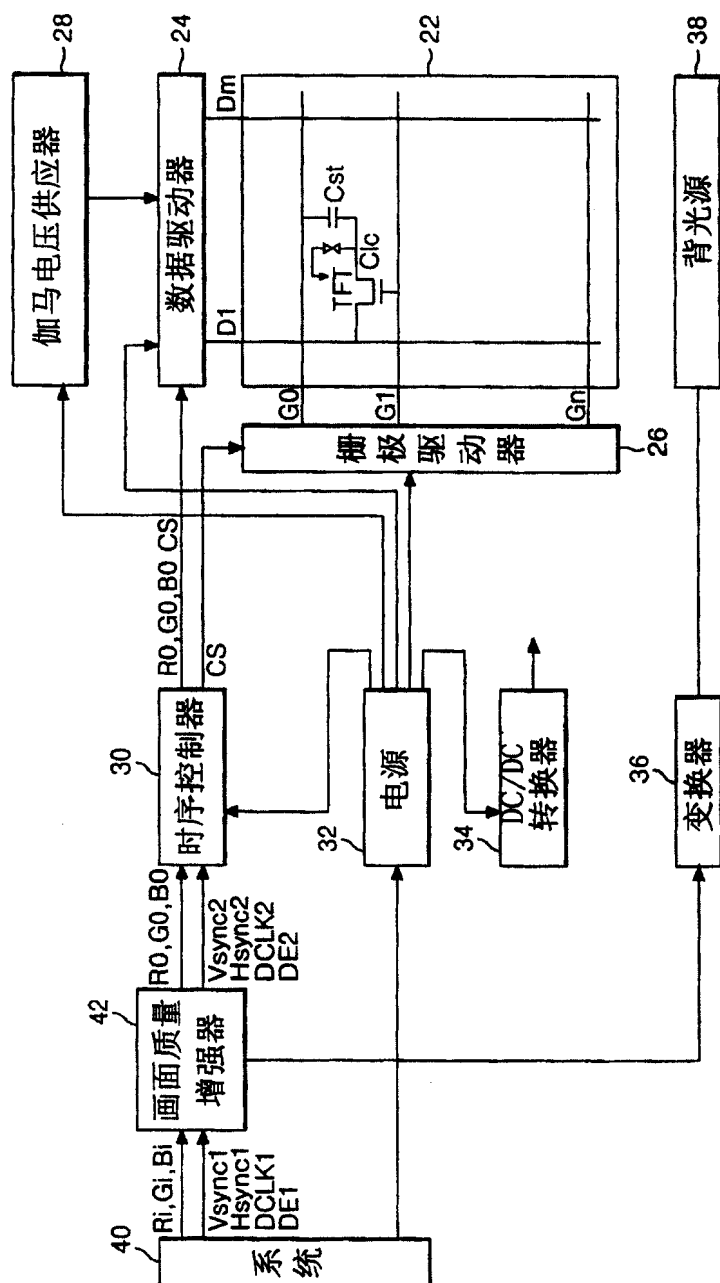 40
系统
Ri,Gi,Bi
Vsync1
Hsync1
DCLK1
DE1
42
画面质量
增强器
R0,G0,B0
Vsync2
Hsync2
DCLK2
DE2
30
时序控制器
R0,G0,B0 CS
CS
32
电源
34
DC/DC
转换器
36
变换器
28
伽马电压供应器
24
数据驱动器
D1
Dm
22
G0
G1
Gn
TFT
Clc
Cst
栅极驱动器
26
背光源
38